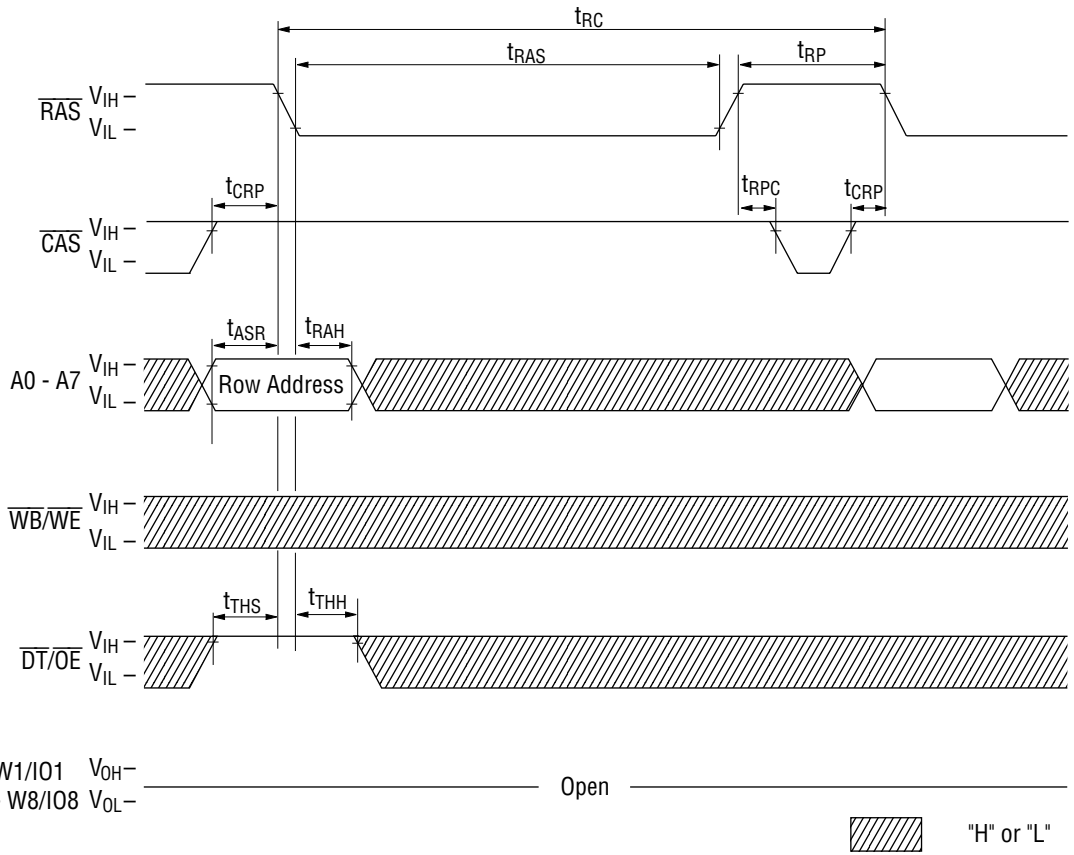 tRC
tRAS
tRP
RAS VIH –
VIL –
tCRP
tRPC
tCRP
CAS VIH –
VIL –
tASR
tRAH
A0 - A7 VIH –
VIL –
Row Address
WB/WE VIH –
VIL –
tTHS
tTHH
DT/OE VIH –
VIL –
W1/IO1 VOH –
W8/IO8 VOL –
Open
"H" or "L"